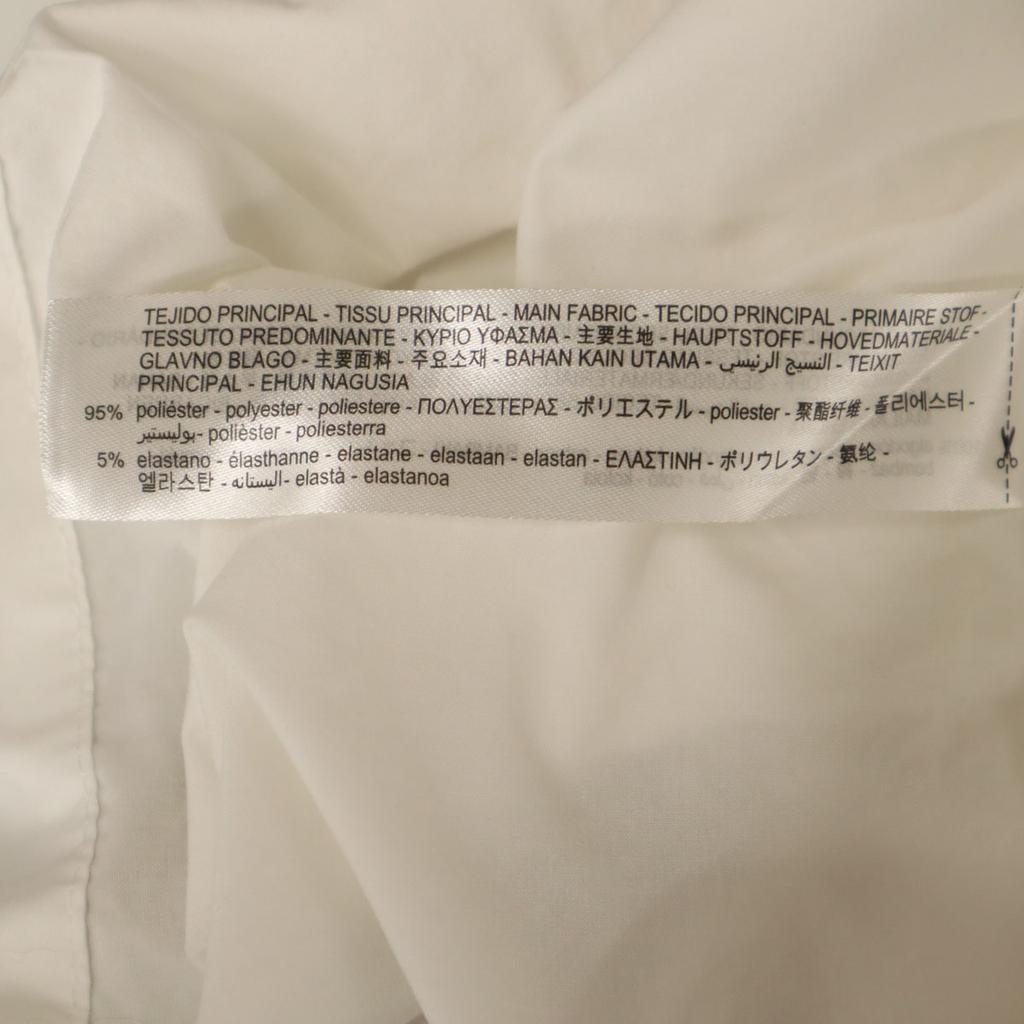 TEJIDO PRINCIPAL - TISSU PRINCIPAL - MAIN FABRIC - TECIDO PRINCIPAL - PRIMAIRE STOF -
TESSUTO PREDOMINANTE - ΚΥΡΙΟ ΥΦΑΣΜΑ - 主要生地 - HAUPTSTOFF - HOVEDMATERIALE -
GLAVNO BLAGO - 主要面料 - 주요소재 - BAHAN KAIN UTAMA - النسيج الرئيسي - TEIXIT
PRINCIPAL - EHUN NAGUSIA
95% poliéster - polyester - poliestere - ΠΟΛΥΕΣΤΕΡΑΣ - ポリエステル - poliester - 聚酯纤维 - 폴리에스터 -
بوليستير - polièster - poliesterra
5% elastano - élasthanne - elastane - elastaan - elastan - ΕΛΑΣΤΙΝΗ - ポリウレタン - 氨纶 -
엘라스탄 - اليستانه - elastà - elastanoa